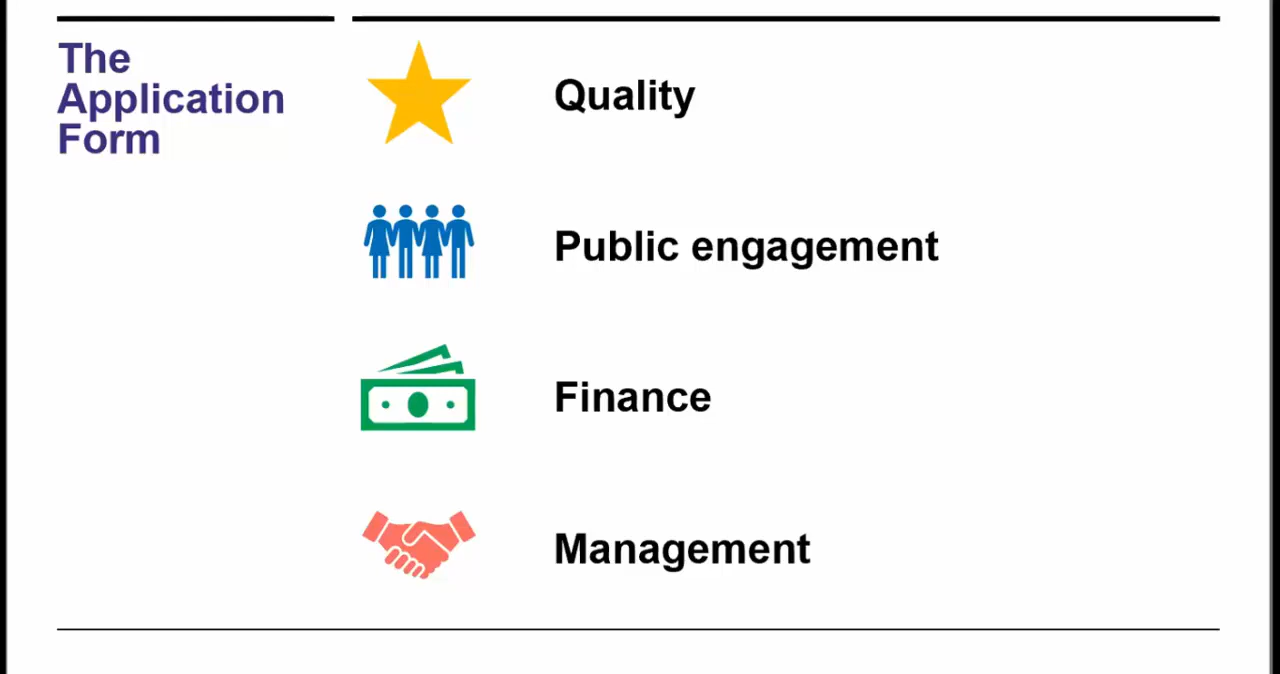 The
Application
Form
Quality
Public engagement
Finance
Management